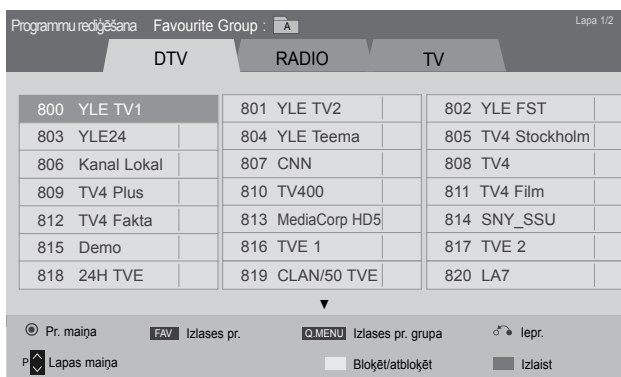 Programmu rediģēšana Favourite Group : A Lapa 1/2
DTV RADIO TV
800 YLE TV1 801 YLE TV2 802 YLE FST
803 YLE24 804 YLE Teema 805 TV4 Stockholm
806 Kanal Lokal 807 CNN 808 TV4
809 TV4 Plus 810 TV400 811 TV4 Film
812 TV4 Fakta 813 MediaCorp HD5 814 SNY_SSU
815 Demo 816 TVE 1 817 TVE 2
818 24H TVE 819 CLAN/50 TVE 820 LA7
Pr. maiņa FAV Izlases pr. Q.MENU Izlases pr. grupa Iepr.
P Lapas maiņa Bloķēt/atbloķēt Izlaist